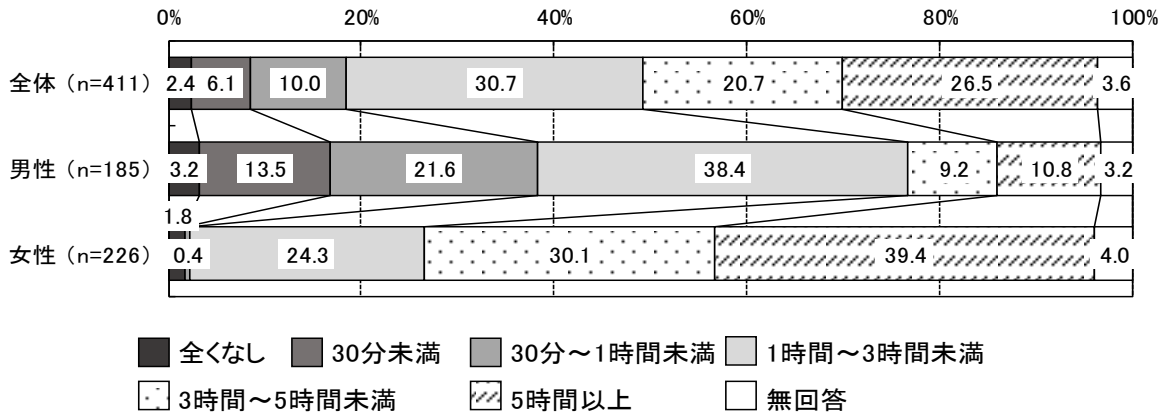 0% 20% 40% 60% 80% 100%
全体（n=411） 2.4 6.1 10.0 30.7 20.7 26.5 3.6
男性（n=185） 3.2 13.5 21.6 38.4 9.2 10.8 3.2
1.8
女性（n=226） 0.4 24.3 30.1 39.4 4.0
全くなし 30分未満 30分～1時間未満 1時間～3時間未満
3時間～5時間未満 5時間以上 無回答